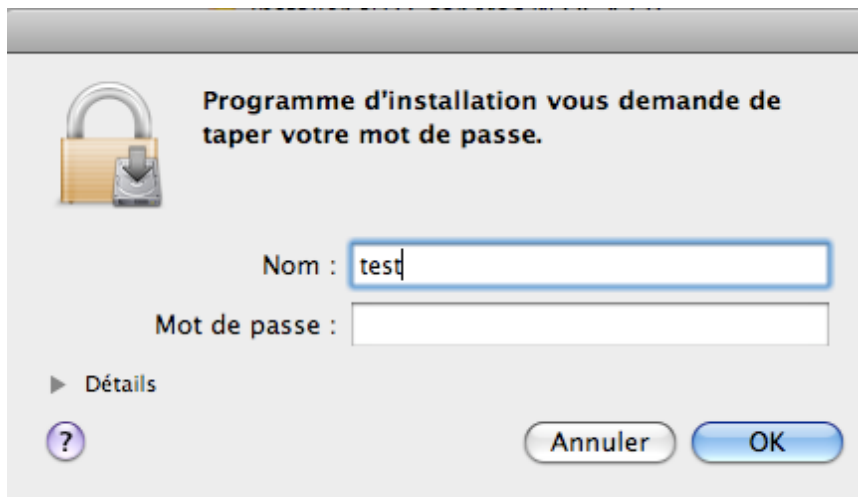 Programme d'installation vous demande de
taper votre mot de passe.
Nom : test
Mot de passe :
Détails
?
Annuler OK